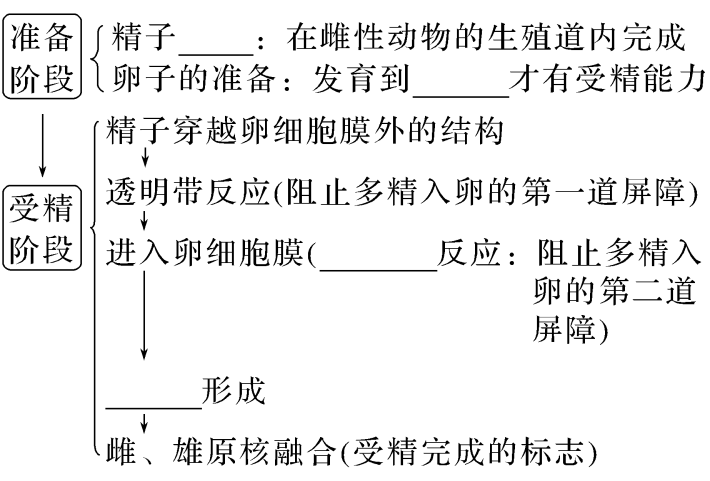 准备阶段
精子____：在雌性动物的生殖道内完成
卵子的准备：发育到_____才有受精能力
受精阶段
精子穿越卵细胞膜外的结构
透明带反应(阻止多精入卵的第一道屏障)
进入卵细胞膜(______反应：阻止多精入
卵的第二道
屏障)
_____形成
雌、雄原核融合(受精完成的标志)